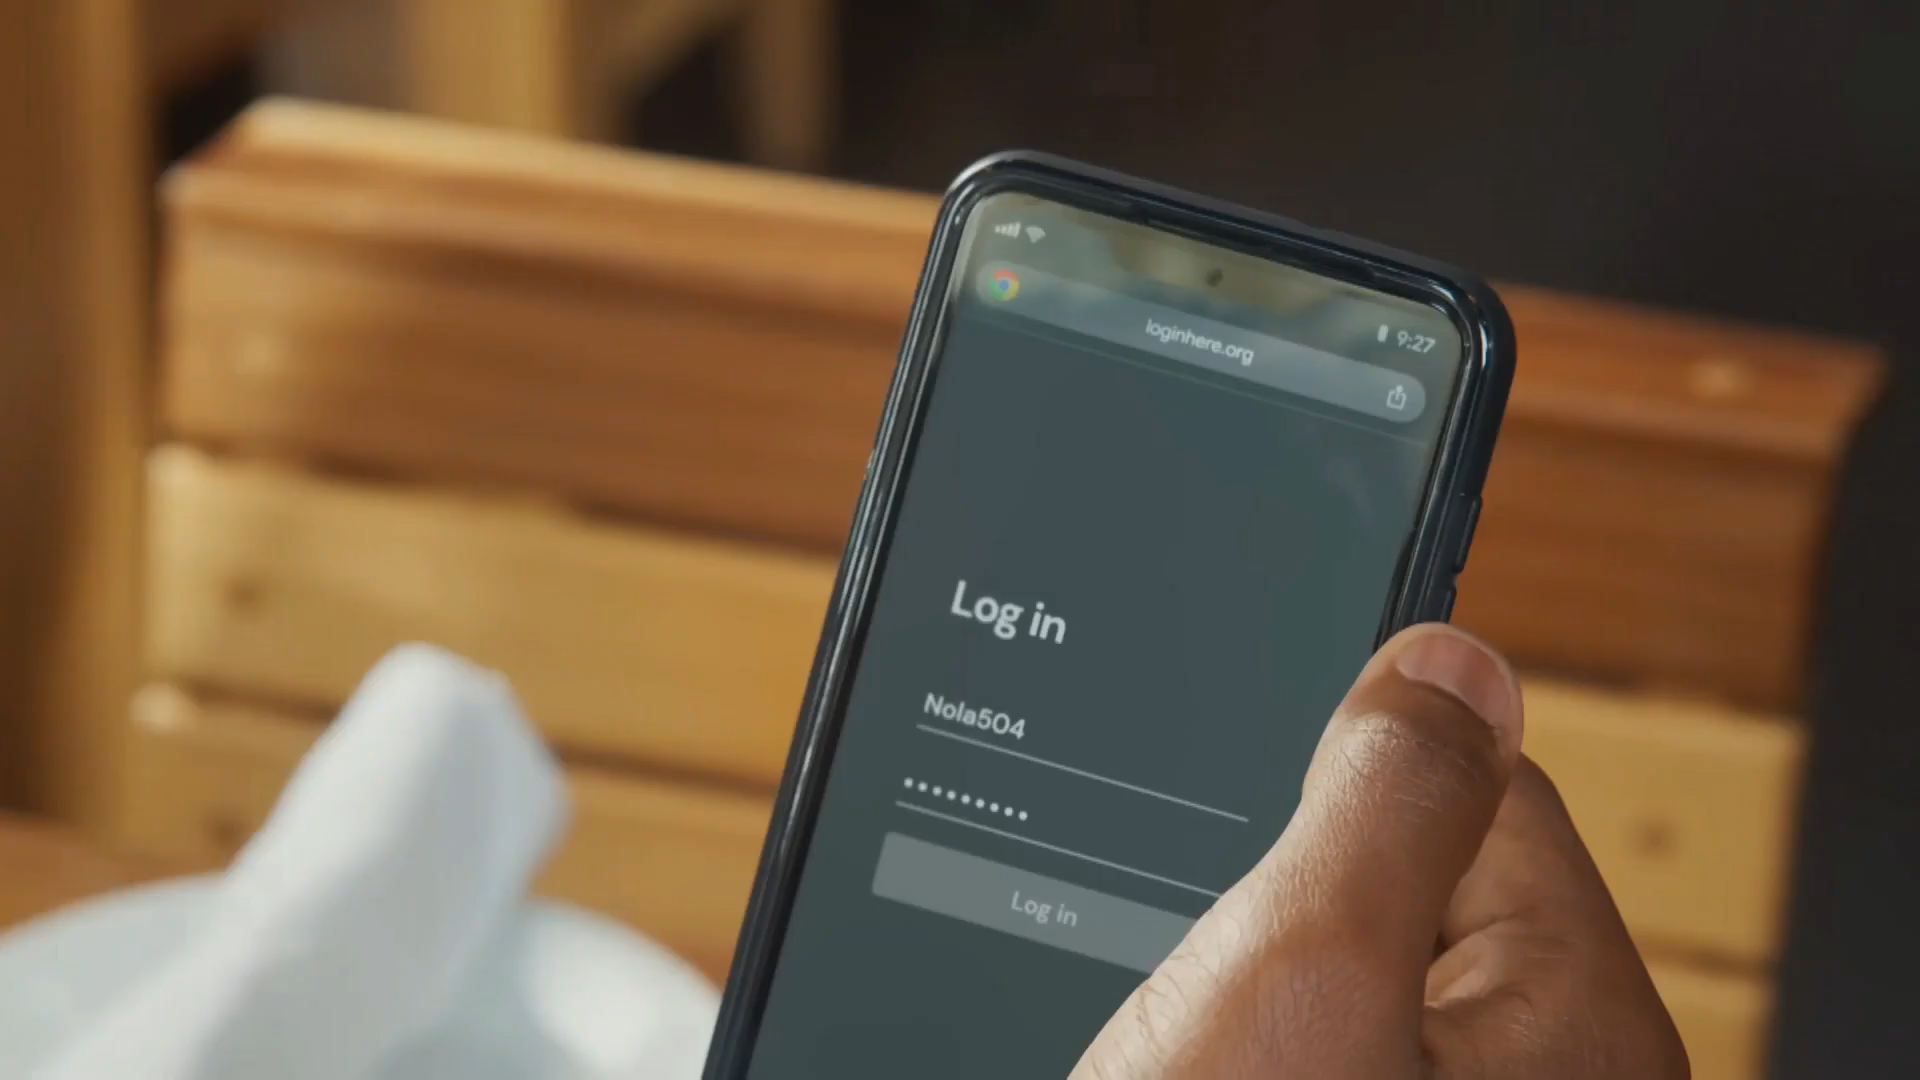 9:27
loginhere.org
Log in
Nola504
•••••••••
Log in